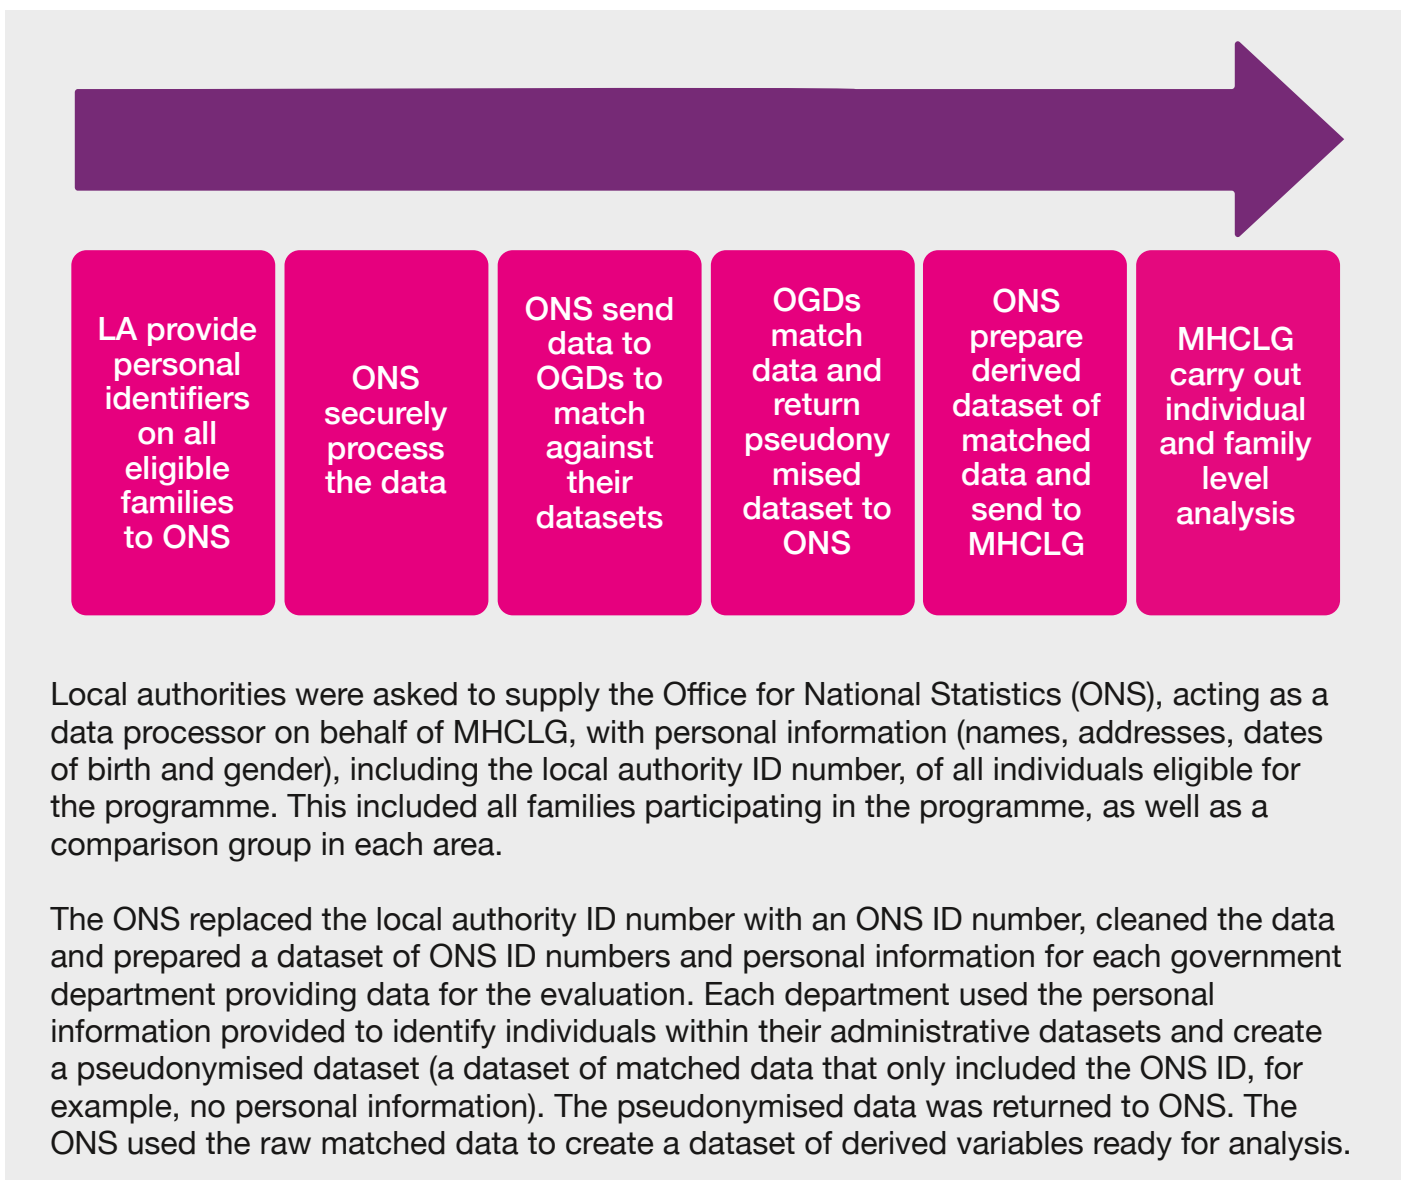 LA provide
personal
identifiers
on all
eligible
families
to ONS
ONS
securely
process
the data
ONS send
data to
OGDs to
match
against
their
datasets
OGDs
match
data and
return
pseudony
mised
dataset to
ONS
ONS
prepare
derived
dataset of
matched
data and
send to
MHCLG
MHCLG
carry out
individual
and family
level
analysis
Local authorities were asked to supply the Office for National Statistics (ONS), acting as a
data processor on behalf of MHCLG, with personal information (names, addresses, dates
of birth and gender), including the local authority ID number, of all individuals eligible for
the programme. This included all families participating in the programme, as well as a
comparison group in each area.
The ONS replaced the local authority ID number with an ONS ID number, cleaned the data
and prepared a dataset of ONS ID numbers and personal information for each government
department providing data for the evaluation. Each department used the personal
information provided to identify individuals within their administrative datasets and create
a pseudonymised dataset (a dataset of matched data that only included the ONS ID, for
example, no personal information). The pseudonymised data was returned to ONS. The
ONS used the raw matched data to create a dataset of derived variables ready for analysis.